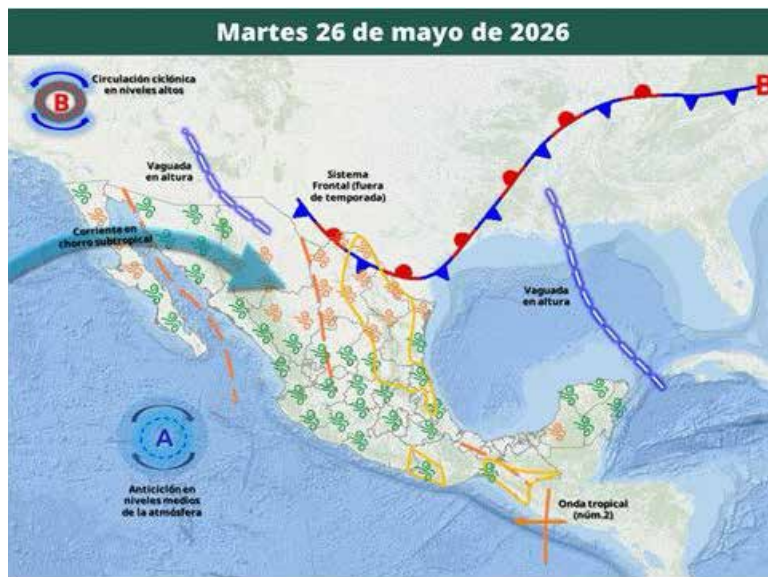 Martes 26 de mayo de 2026
Circulación ciclónica
en niveles altos
B
B
Vaguada
en altura
Sistema
Frontal (fuera
de temporada)
Corriente en
chorro subtropical
Vaguada
en altura
A
Anticiclón en
niveles medios
de la atmósfera
Onda tropical
(núm.2)